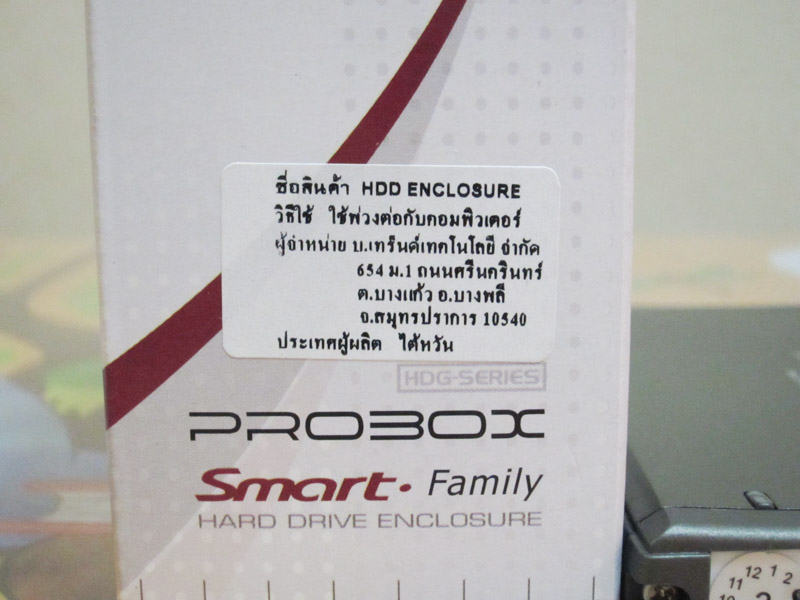 ชื่อสินค้า HDD ENCLOSURE
วิธีใช้ ใช้พ่วงต่อกับคอมพิวเตอร์
ผู้จำหน่าย บ.เทร็นด์เทคโนโลยี จำกัด
654 ม.1 ถนนศรีนครินทร์
ต.บางแก้ว อ.บางพลี
จ.สมุทรปราการ 10540
ประเทศผู้ผลิต ไต้หวัน
HDG-SERIES
PROBOX
Smart. Family
HARD DRIVE ENCLOSURE
12 1 2
11
10